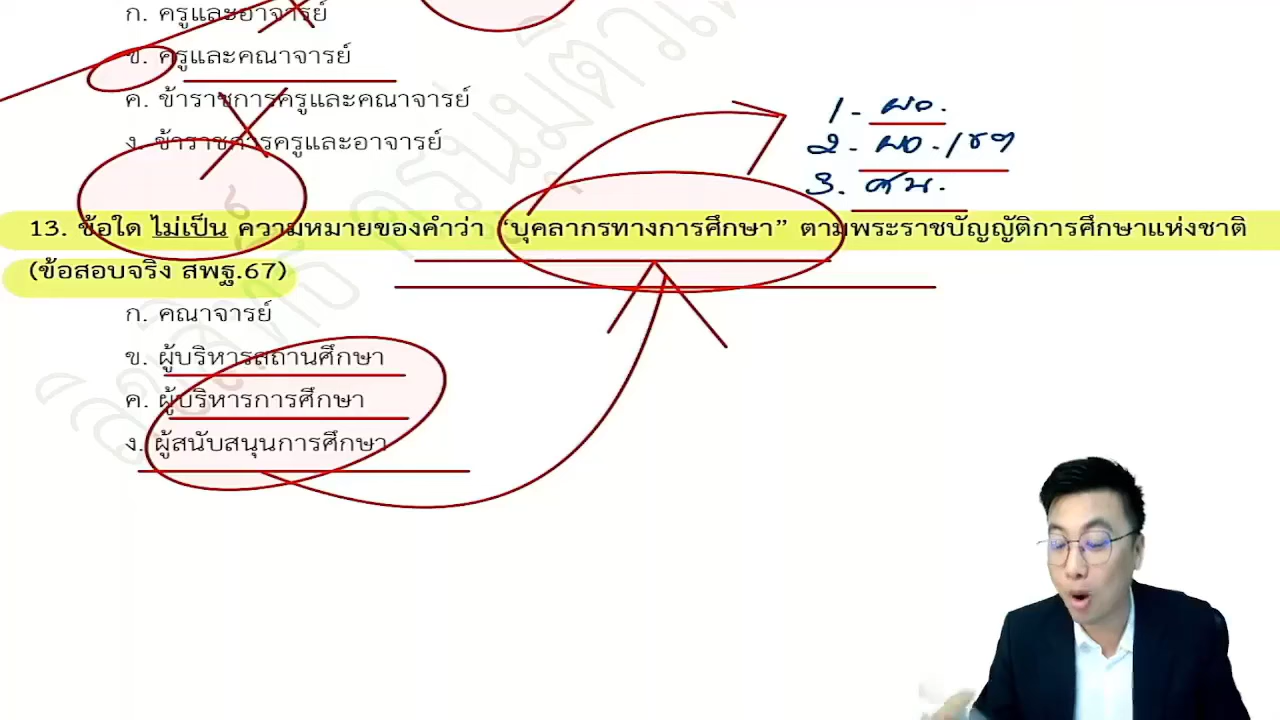 ก. ครูและอาจารย์
ข. ครูและคณาจารย์
ค. ข้าราชการครูและคณาจารย์
ง. ข้าราชการครูและอาจารย์
1. ผอ.
2. ผอ. เขต
3. ศน.
13. ข้อใด ไม่เป็น ความหมายของคำว่า “บุคลากรทางการศึกษา” ตามพระราชบัญญัติการศึกษาแห่งชาติ
(ข้อสอบจริง สพฐ.67)
ก. คณาจารย์
ข. ผู้บริหารสถานศึกษา
ค. ผู้บริหารการศึกษา
ง. ผู้สนับสนุนการศึกษา